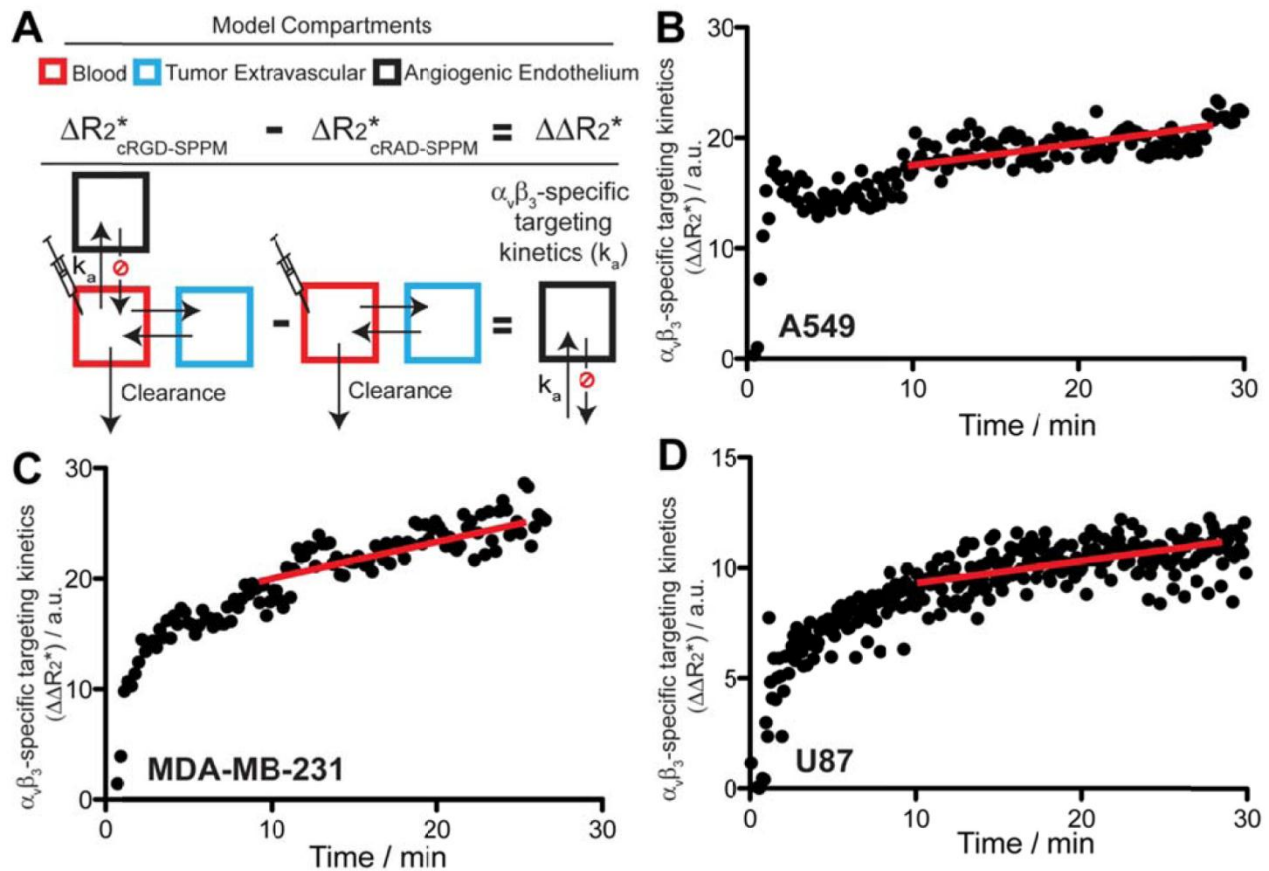 A
Model Compartments
Blood Tumor Extravascular Angiogenic Endothelium
ΔR2*cRGD-SPPM - ΔR2*cRAD-SPPM = ΔΔR2*
αvβ3-specific
targeting
kinetics (ka)
ka
- =
Clearance
Clearance
ka
B
αvβ3-specific targeting kinetics
(ΔΔR2*) / a.u.
30
20
10
0
A549
0 10 20 30
Time / min
C
αvβ3-specific targeting kinetics
(ΔΔR2*) / a.u.
30
20
10
0
MDA-MB-231
0 10 20 30
Time / min
D
αvβ3-specific targeting kinetics
(ΔΔR2*) / a.u.
15
10
5
0
U87
0 10 20 30
Time / min